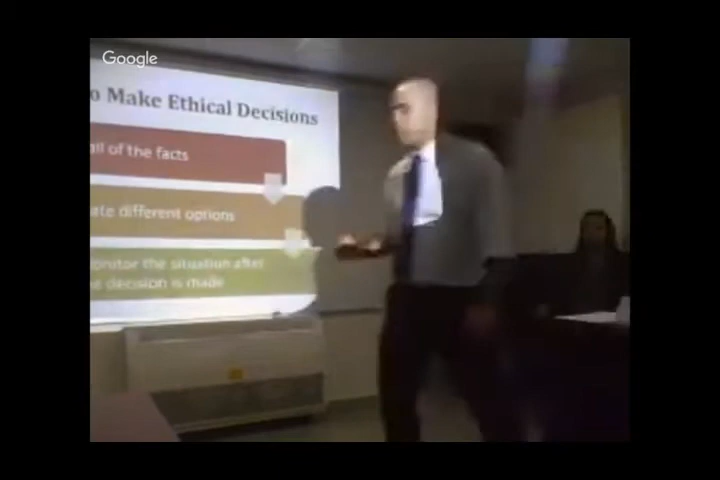 Google
o Make Ethical Decisions
all of the facts
ate different options
onitor the situation after
e decision is made